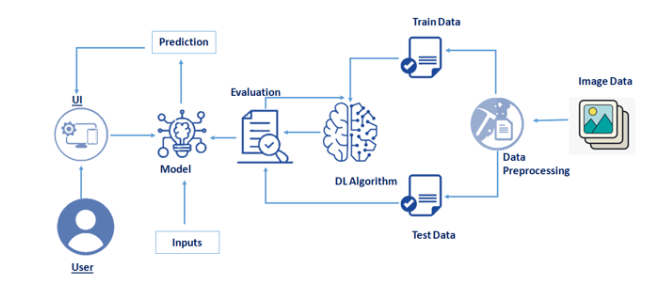 Train Data
Prediction
Image Data
UI
Evaluation
Data
Preprocessing
Model
DL Algorithm
Inputs
Test Data
User